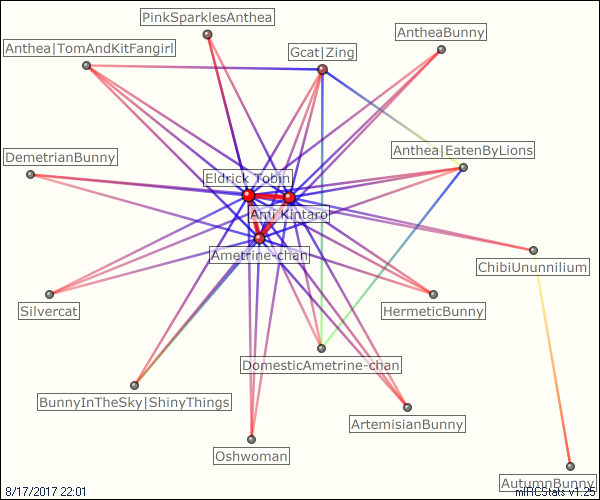 PinkSparklesAnthea
AntheaBunny
Anthea|TomAndKitFangirl
Gcat|Zing
DemetrianBunny
Anthea|EatenByLions
Eldrick Tobin
Ami Kintaro
Ametrine-chan
ChibiUnunnilium
Silvercat
HermeticBunny
DomesticAmetrine-chan
BunnyInTheSky|ShinyThings
ArtemisianBunny
Oshwoman
AutumnBunny
8/17/2017 22:01
mIRCStats v1.25